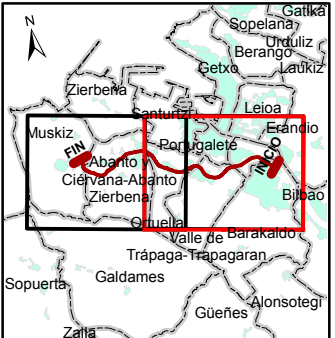 N
Gatika
Sopelana
Urduliz
Berango
Getxo
Laukiz
Zierbena
Santurtzi
Leioa
Erandio
Muskiz
Portugalete
FIN
INICIO
Abanto y
Ciérvana-Abanto
Zierbena
Bilbao
Ortuella
Valle de
Trápaga-Trapagaran
Barakaldo
Sopuerta
Galdames
Alonsotegi
Güeñes
Zalla